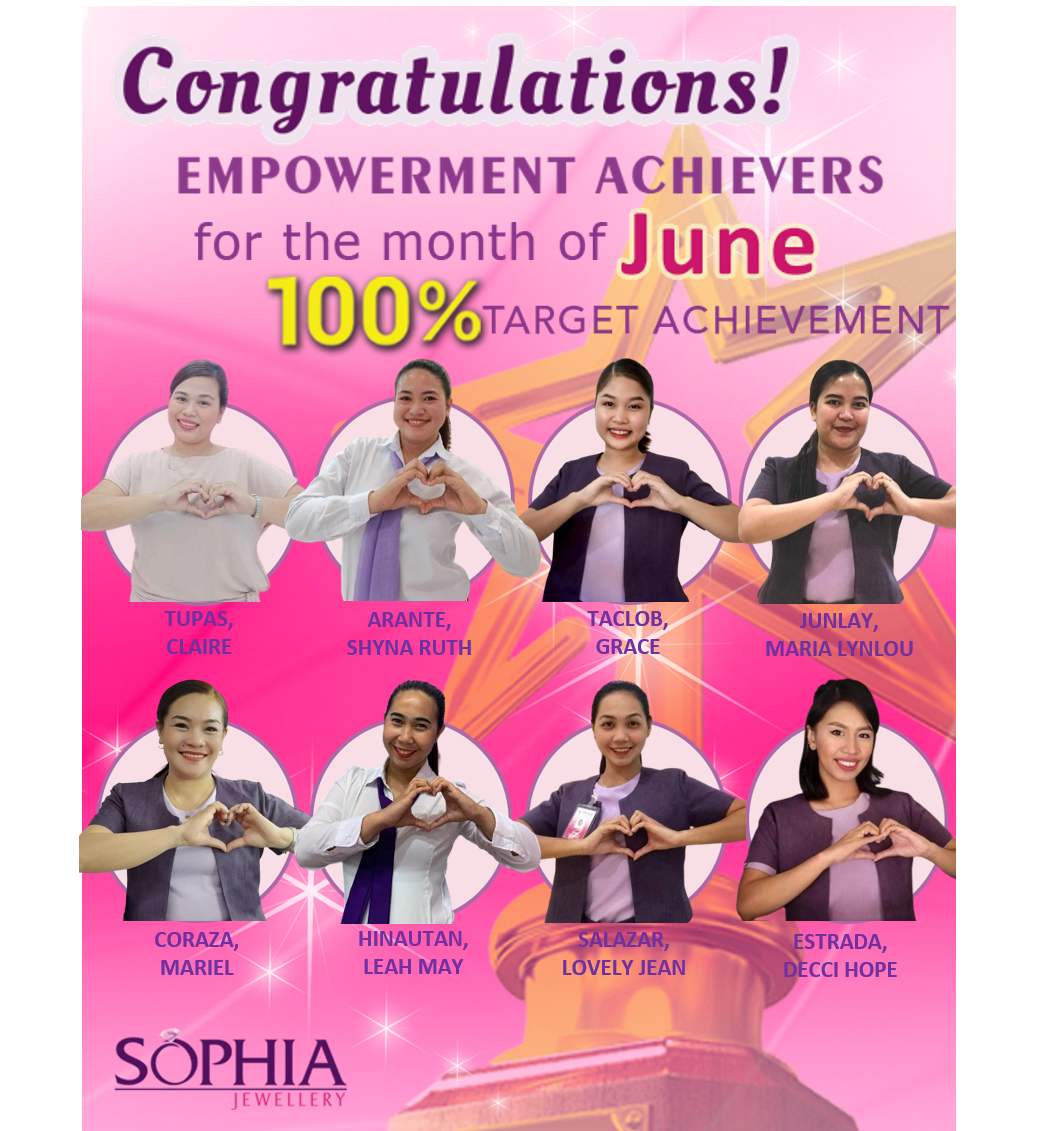 Congratulations!
EMPOWERMENT ACHIEVERS
for the month of June
100% TARGET ACHIEVEMENT
TUPAS,
CLAIRE
ARANTE,
SHYNA RUTH
TACLOB,
GRACE
JUNLAY,
MARIA LYNLOU
CORAZA,
MARIEL
HINAUTAN,
LEAH MAY
SALAZAR,
LOVELY JEAN
ESTRADA,
DECCI HOPE
SOPHIA
JEWELLERY